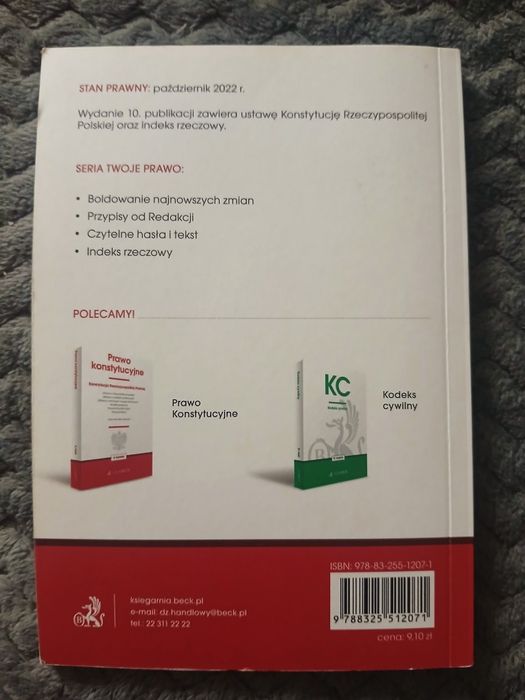 STAN PRAWNY: październik 2022 r.
Wydanie 10. publikacji zawiera ustawę Konstytucję Rzeczypospolitej
Polskiej oraz indeks rzeczowy.
SERIA TWOJE PRAWO:
• Boldowanie najnowszych zmian
• Przypisy od Redakcji
• Czytelne hasła i tekst
• Indeks rzeczowy
POLECAMY!
Prawo
konstytucyjne
Prawo
Konstytucyjne
KC
Kodeks
cywilny
ISBN: 978-83-255-1207-1
9 788325 512071
cena: 9,10 zł
ksiegarnia.beck.pl
e-mail: dz.handlowy@beck.pl
tel.: 22 311 22 22